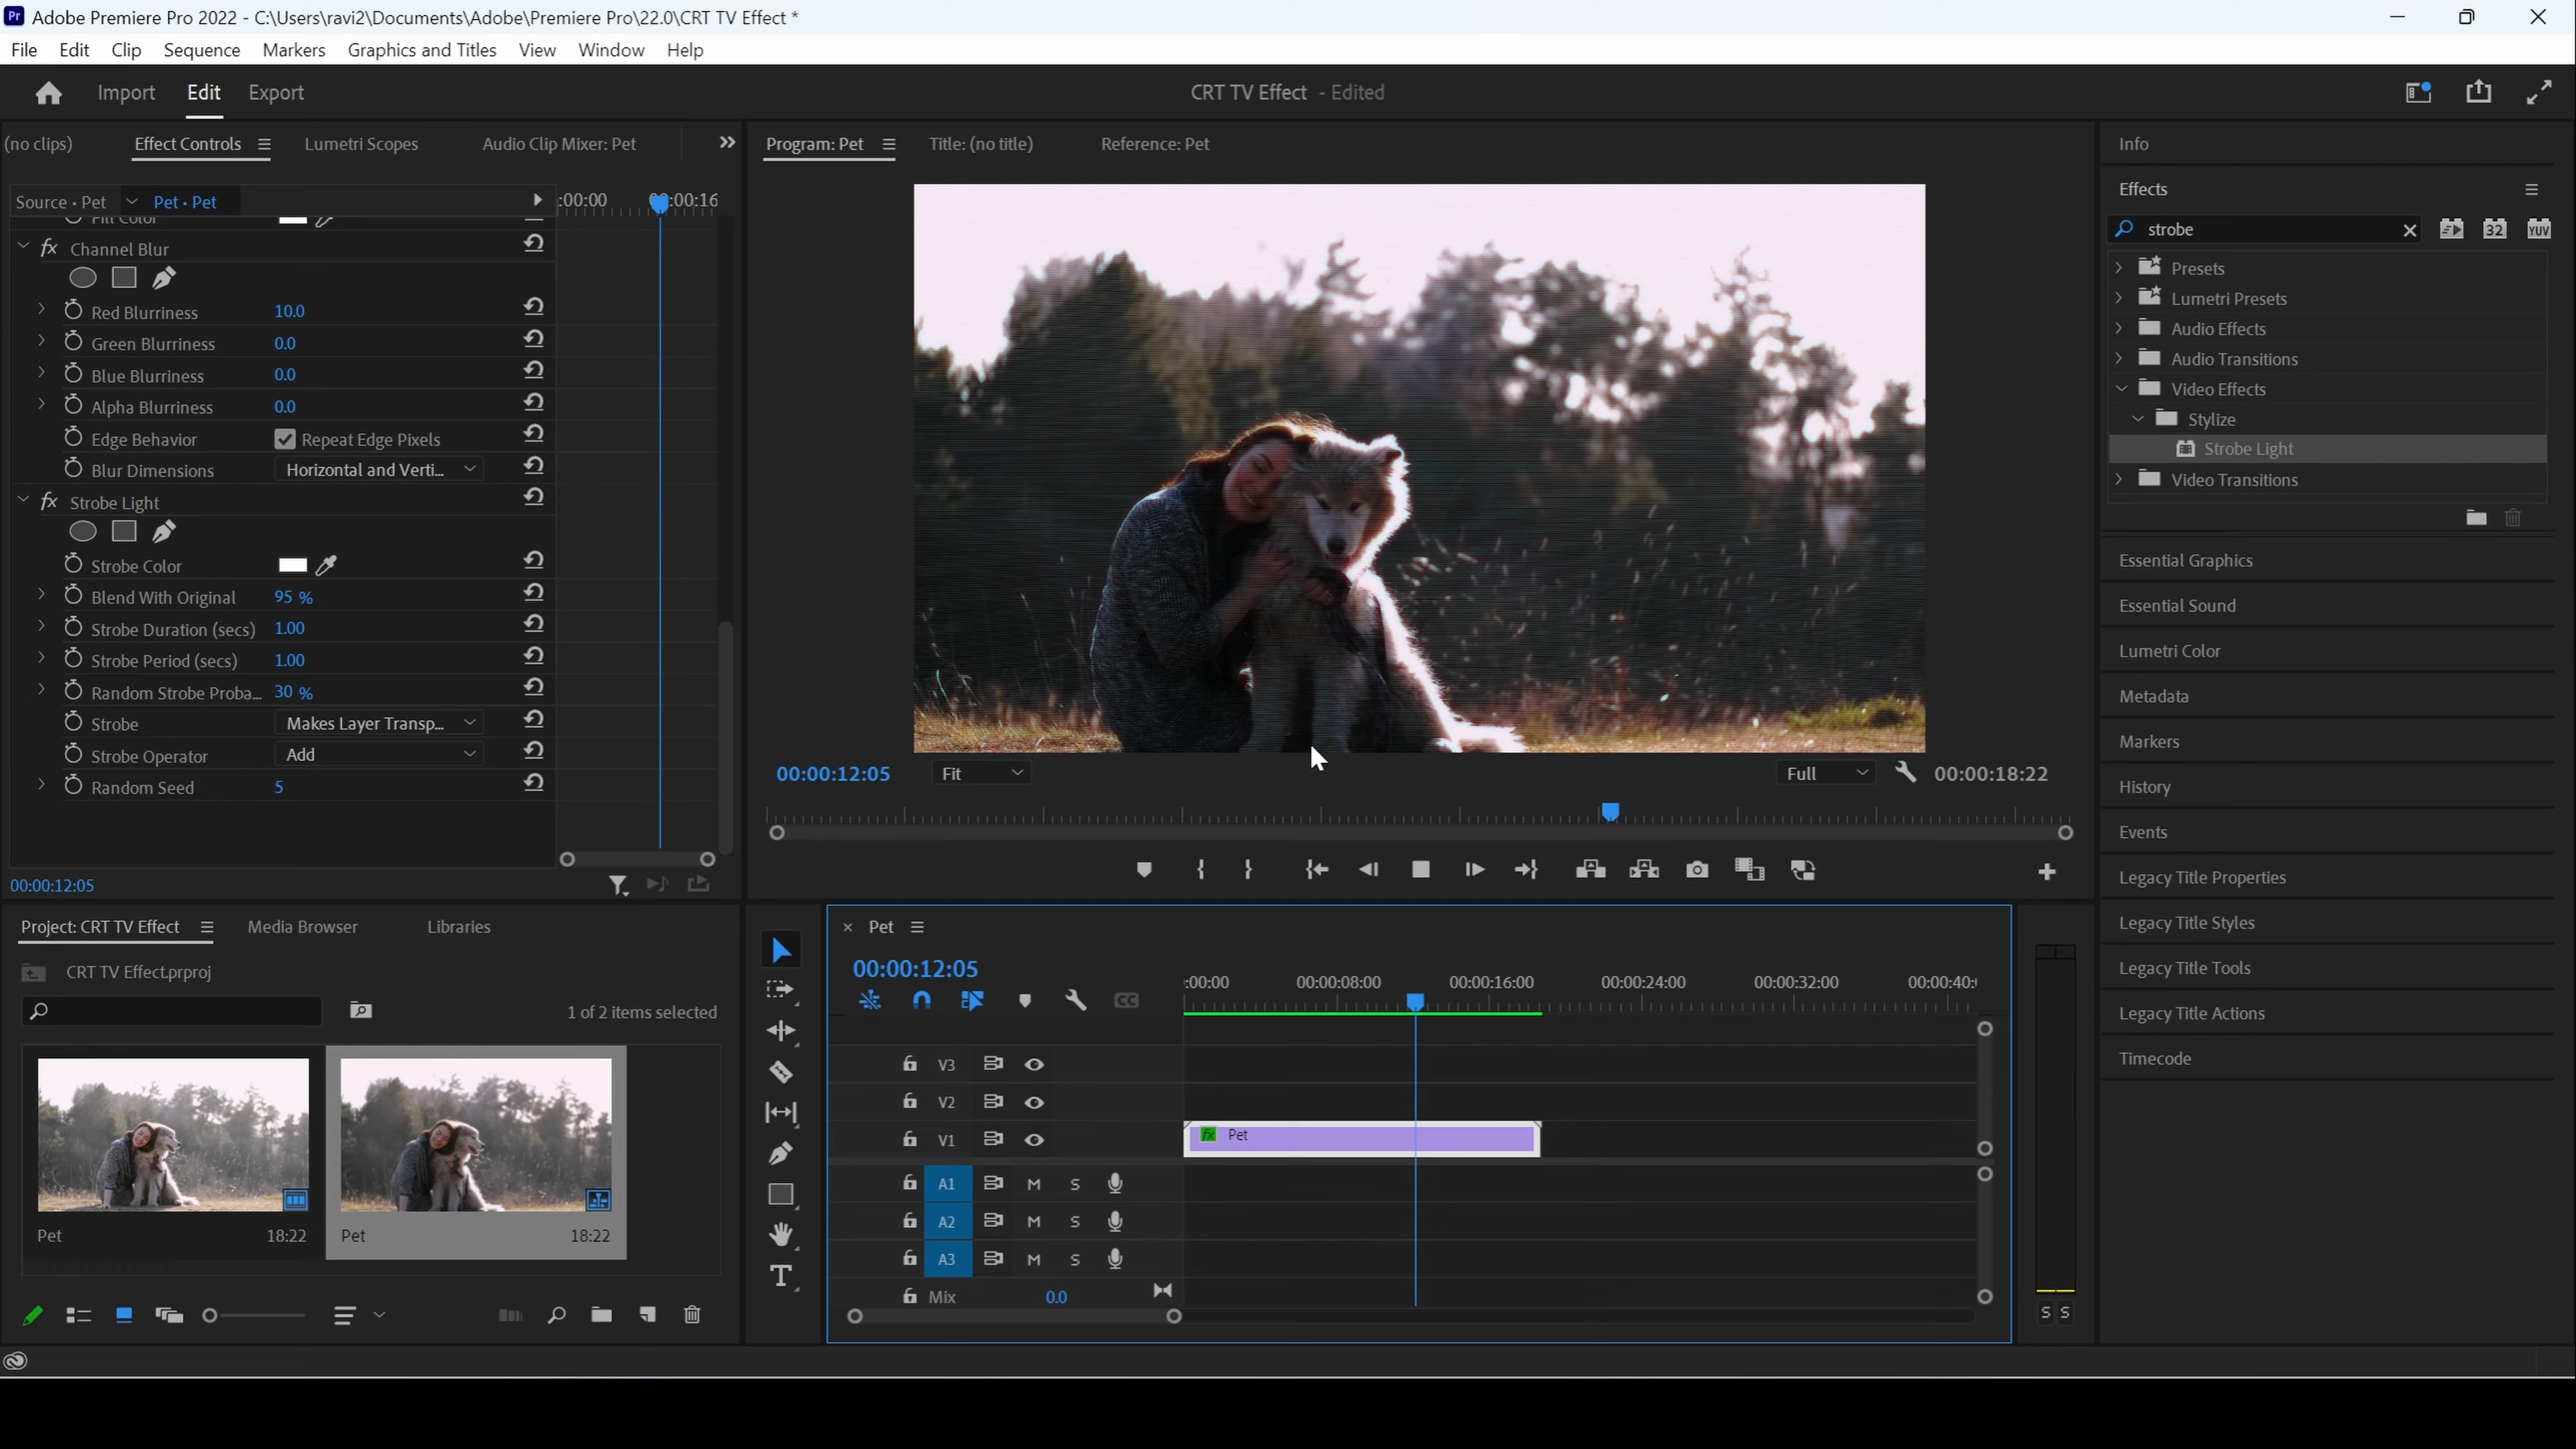 Pr Adobe Premiere Pro 2022 - C:\Users\ravi2\Documents\Adobe\Premiere Pro\22.0\CRT TV Effect *
File Edit Clip Sequence Markers Graphics and Titles View Window Help
Import Edit Export
CRT TV Effect - Edited
(no clips) Effect Controls Lumetri Scopes Audio Clip Mixer: Pet
Source • Pet Pet • Pet
:00:00 00:00:16
Fill Color
fx Channel Blur
Red Blurriness 10.0
Green Blurriness 0.0
Blue Blurriness 0.0
Alpha Blurriness 0.0
Edge Behavior Repeat Edge Pixels
Blur Dimensions Horizontal and Verti...
fx Strobe Light
Strobe Color
Blend With Original 95 %
Strobe Duration (secs) 1.00
Strobe Period (secs) 1.00
Random Strobe Proba... 30 %
Strobe Makes Layer Transp...
Strobe Operator Add
Random Seed 5
00:00:12:05
Program: Pet Title: (no title) Reference: Pet
00:00:12:05 Fit Full 00:00:18:22
Info
Effects
strobe 32 YUV
Presets
Lumetri Presets
Audio Effects
Audio Transitions
Video Effects
Stylize
Strobe Light
Video Transitions
Essential Graphics
Essential Sound
Lumetri Color
Metadata
Markers
History
Events
Legacy Title Properties
Legacy Title Styles
Legacy Title Tools
Legacy Title Actions
Timecode
Project: CRT TV Effect Media Browser Libraries
CRT TV Effect.prproj
1 of 2 items selected
Pet 18:22
Pet 18:22
× Pet
00:00:12:05
:00:00 00:00:08:00 00:00:16:00 00:00:24:00 00:00:32:00 00:00:40:
CC
V3
V2
V1
fx Pet
A1 M S
A2 M S
A3 M S
Mix 0.0
S S